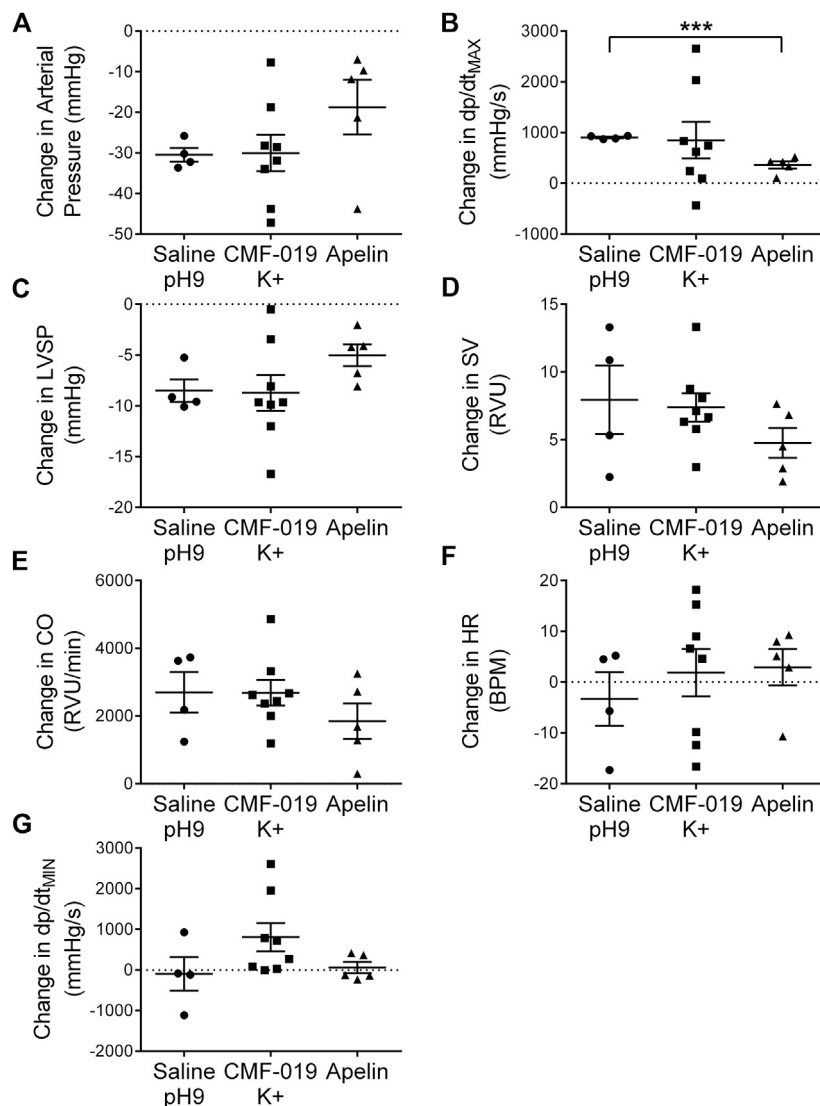 A
Change in Arterial
Pressure (mmHg)
0
-10
-20
-30
-40
-50
Saline
pH9
CMF-019
K+
Apelin
B
Change in dp/dtMAX
(mmHg/s)
3000
2000
1000
0
-1000
***
Saline
pH9
CMF-019
K+
Apelin
C
Change in LVSP
(mmHg)
0
-5
-10
-15
-20
Saline
pH9
CMF-019
K+
Apelin
D
Change in SV
(RVU)
15
10
5
0
Saline
pH9
CMF-019
K+
Apelin
E
Change in CO
(RVU/min)
6000
4000
2000
0
Saline
pH9
CMF-019
K+
Apelin
F
Change in HR
(BPM)
20
10
0
-10
-20
Saline
pH9
CMF-019
K+
Apelin
G
Change in dp/dtMIN
(mmHg/s)
3000
2000
1000
0
-1000
-2000
Saline
pH9
CMF-019
K+
Apelin